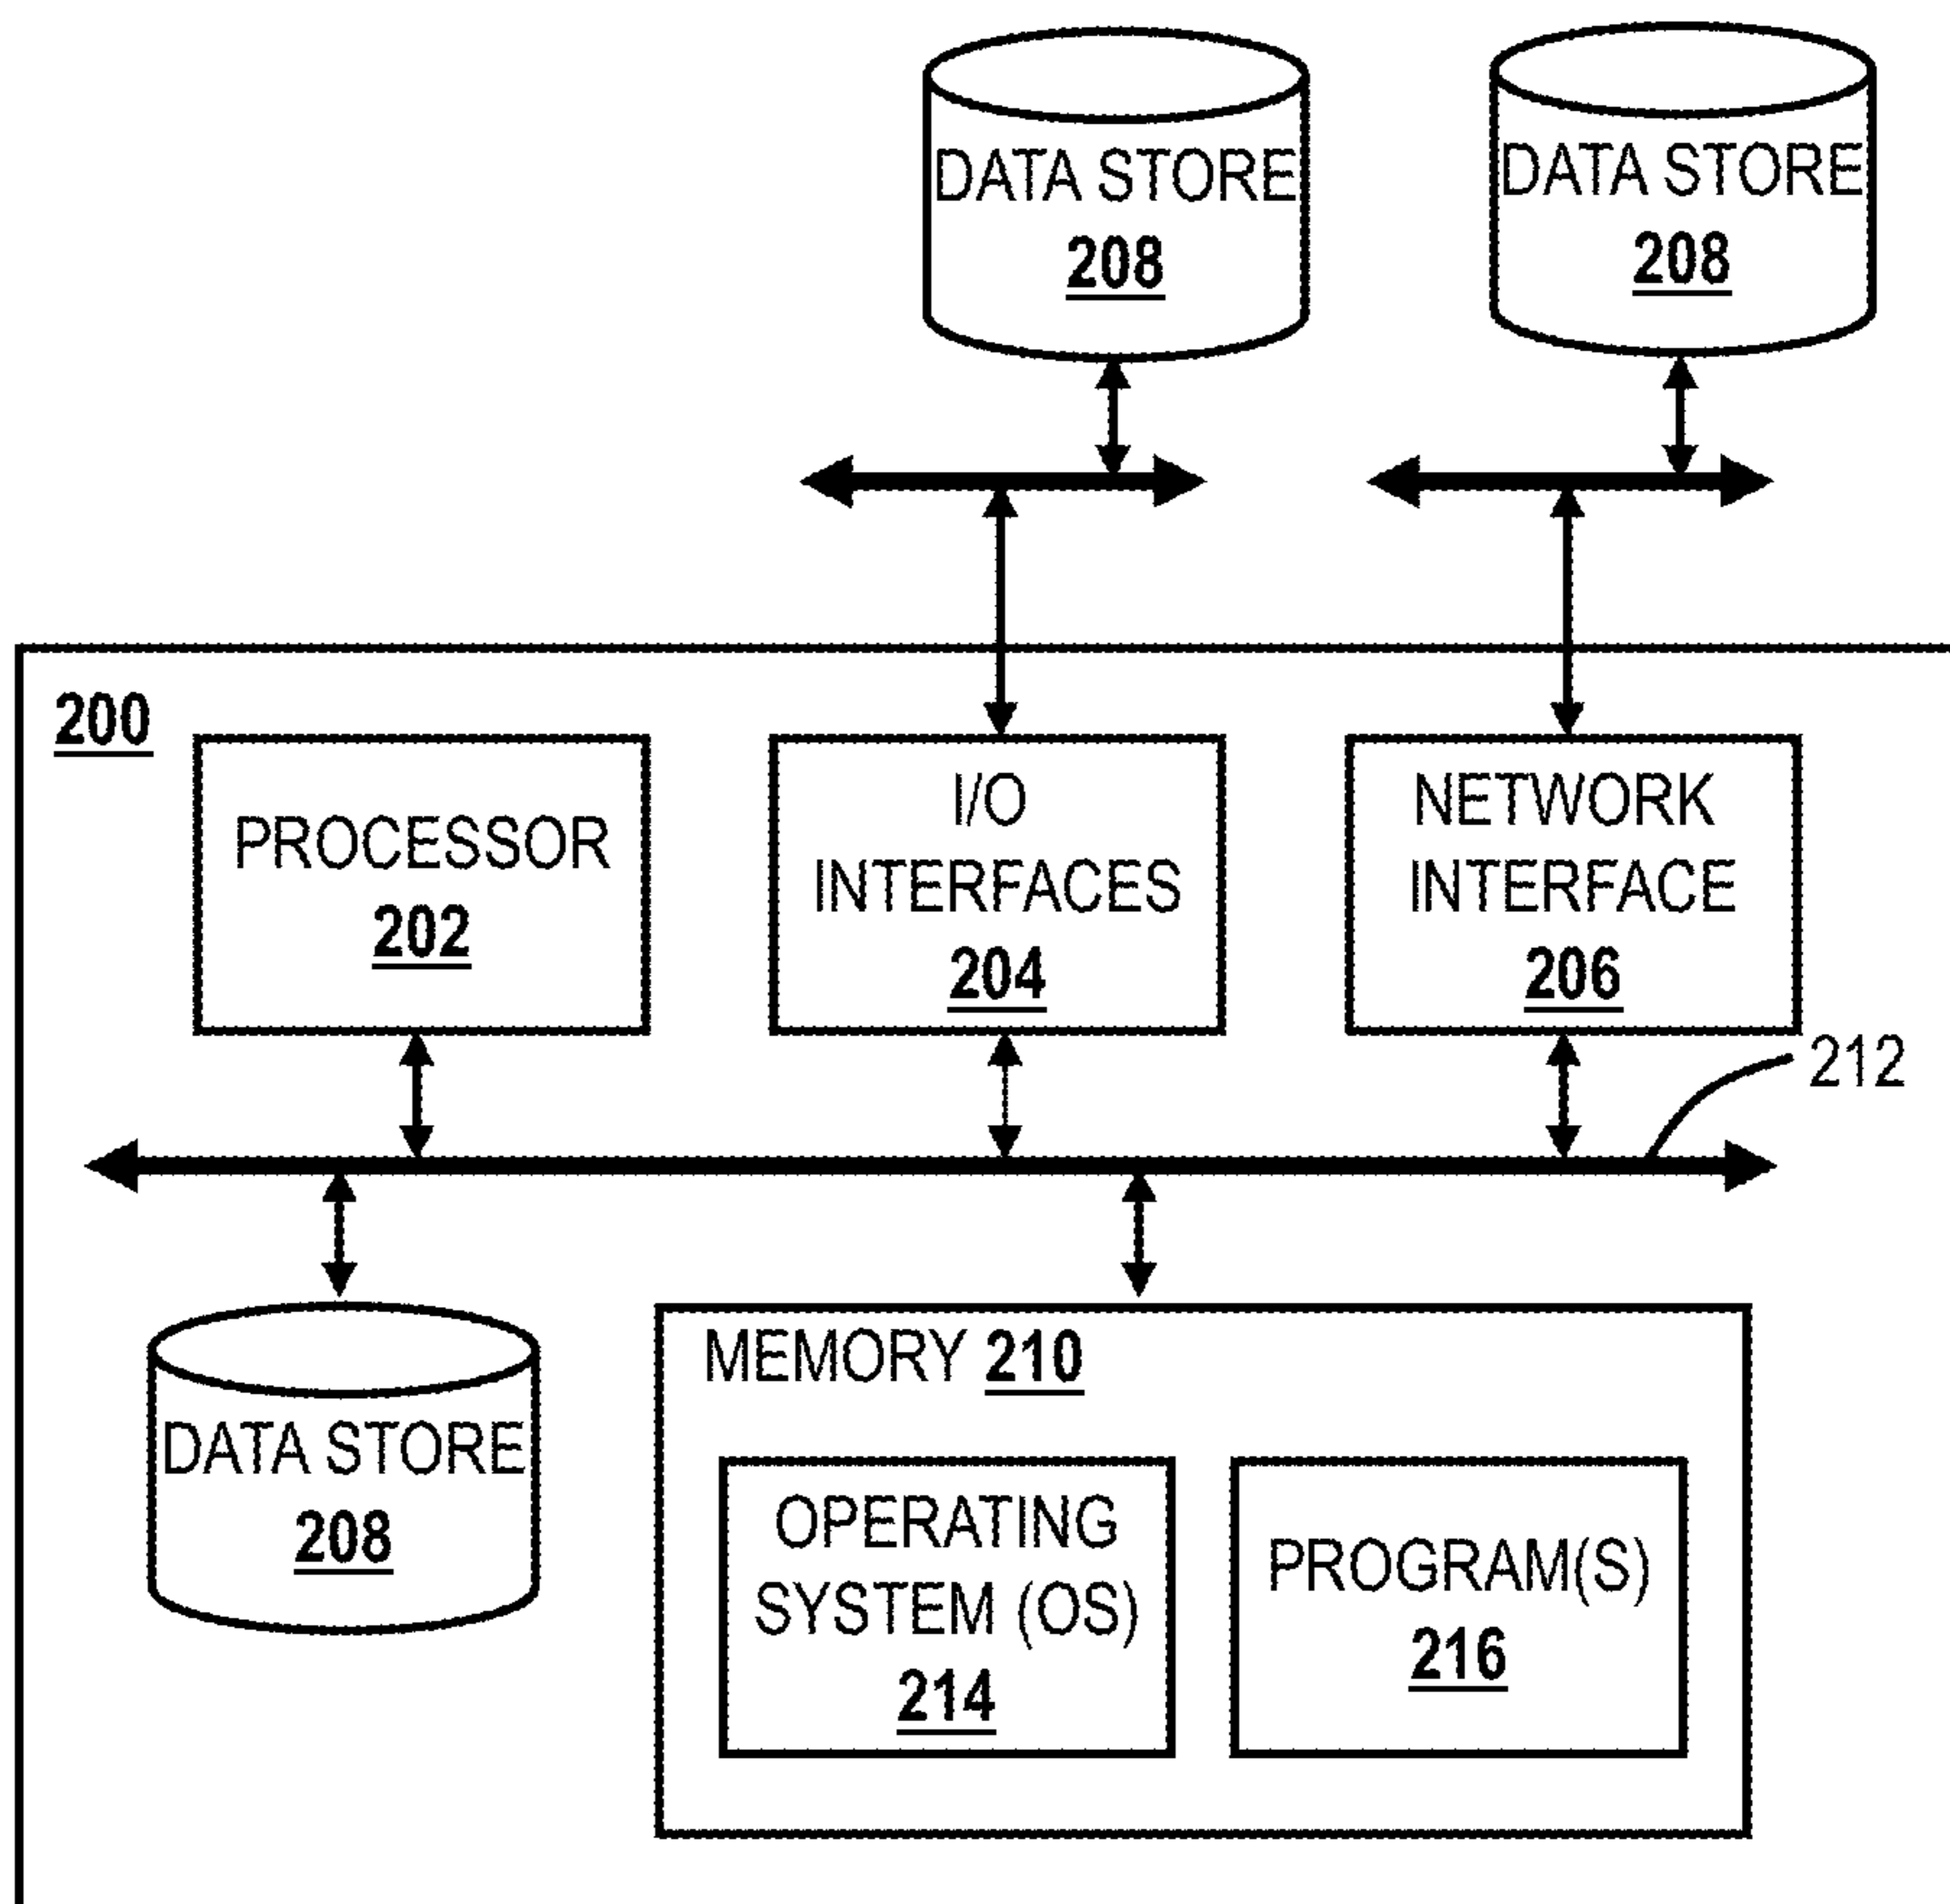 DATA STORE
208
DATA STORE
208
200
PROCESSOR
202
I/O
INTERFACES
204
NETWORK
INTERFACE
206
212
DATA STORE
208
MEMORY 210
OPERATING
SYSTEM (OS)
214
PROGRAM(S)
216